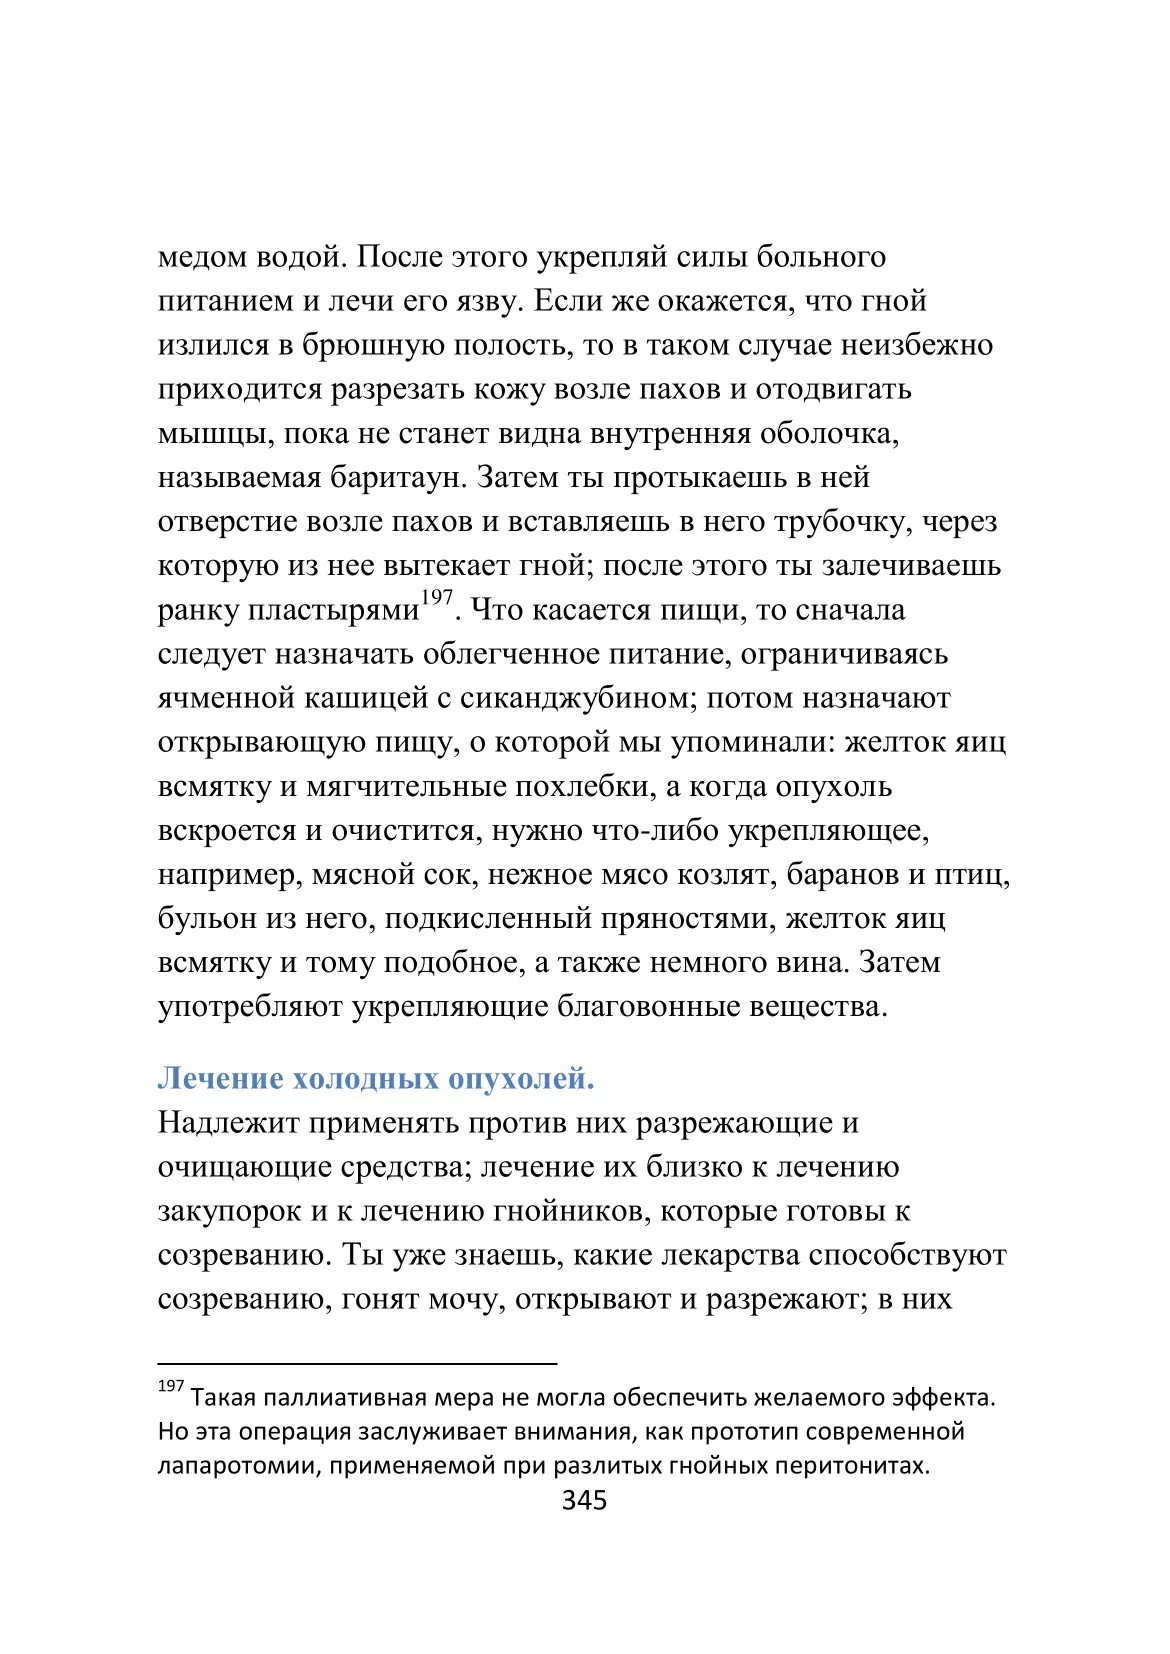 медом водой. После этого укрепляй силы больного
питанием и лечи его язву. Если же окажется, что гной
излился в брюшную полость, то в таком случае неизбежно
приходится разрезать кожу возле пахов и отодвигать
мышцы, пока не станет видна внутренняя оболочка,
называемая баритаун. Затем ты протыкаешь в ней
отверстие возле пахов и вставляешь в него трубочку, через
которую из нее вытекает гной; после этого ты залечиваешь
ранку пластырями197. Что касается пищи, то сначала
следует назначать облегченное питание, ограничиваясь
ячменной кашицей с сиканджубином; потом назначают
открывающую пищу, о которой мы упоминали: желток яиц
всмятку и мягчительные похлебки, а когда опухоль
вскроется и очистится, нужно что-либо укрепляющее,
например, мясной сок, нежное мясо козлят, баранов и птиц,
бульон из него, подкисленный пряностями, желток яиц
всмятку и тому подобное, а также немного вина. Затем
употребляют укрепляющие благовонные вещества.
Лечение холодных опухолей.
Надлежит применять против них разрежающие и
очищающие средства; лечение их близко к лечению
закупорок и к лечению гнойников, которые готовы к
созреванию. Ты уже знаешь, какие лекарства способствуют
созреванию, гонят мочу, открывают и разрежают; в них
197 Такая паллиативная мера не могла обеспечить желаемого эффекта.
Но эта операция заслуживает внимания, как прототип современной
лапаротомии, применяемой при разлитых гнойных перитонитах.
345